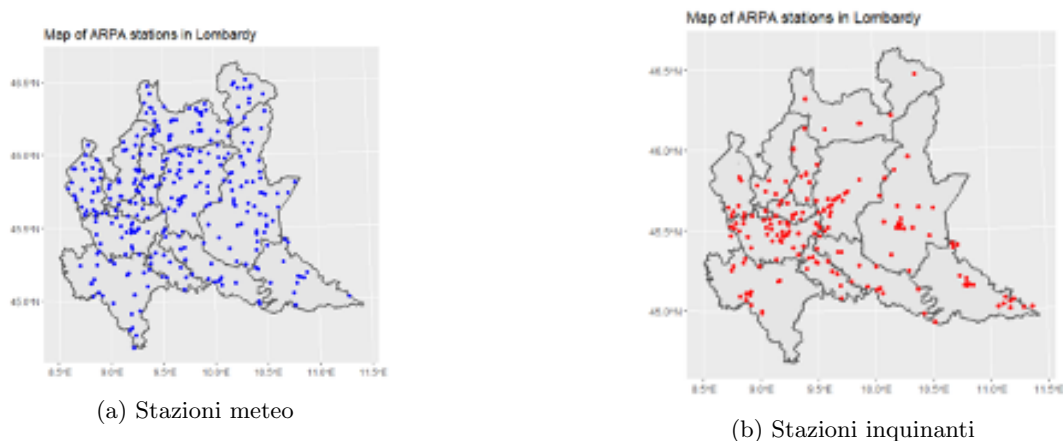 Map of ARPA stations in Lombardy
46.5°N
46.0°N
45.5°N
45.0°N
8.5°E 9.0°E 9.5°E 10.0°E 10.5°E 11.0°E 11.5°E
(a) Stazioni meteo
Map of ARPA stations in Lombardy
46.5°N
46.0°N
45.5°N
45.0°N
8.5°E 9.0°E 9.5°E 10.0°E 10.5°E 11.0°E 11.5°E
(b) Stazioni inquinanti